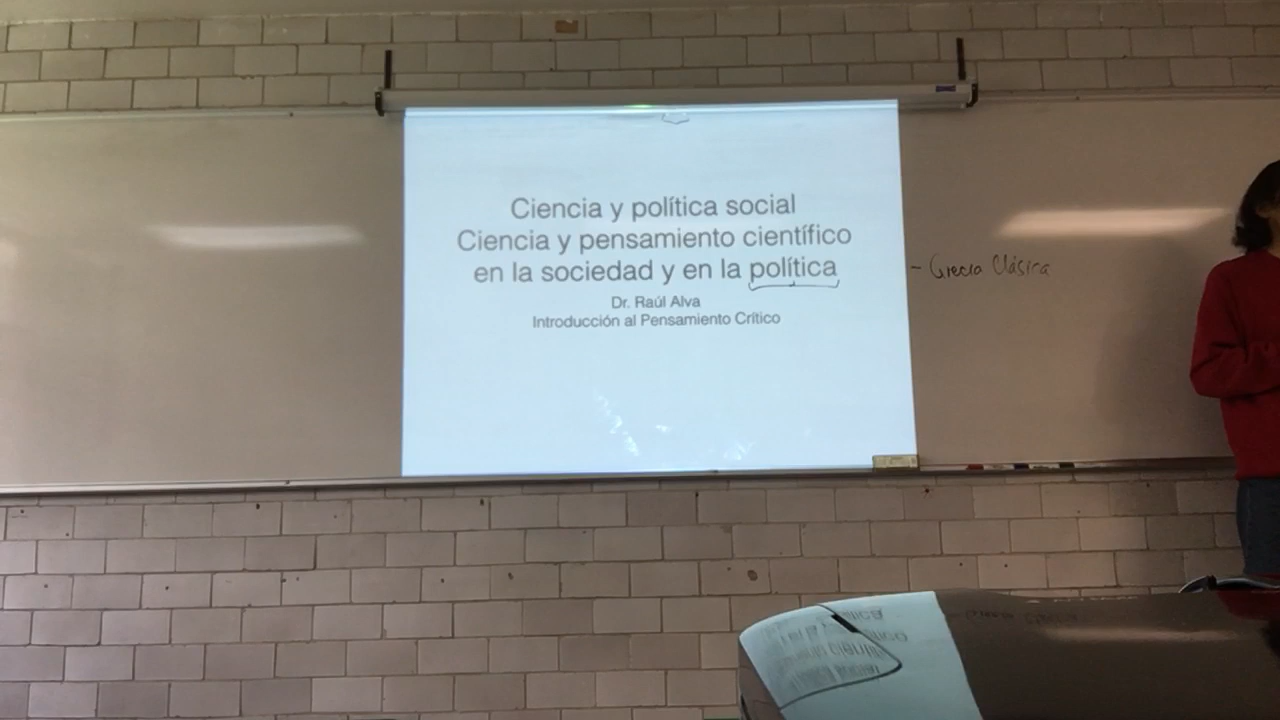 Ciencia y política social
Ciencia y pensamiento científico
en la sociedad y en la política
Dr. Raúl Alva
Introducción al Pensamiento Crítico
- Grecia Clásica